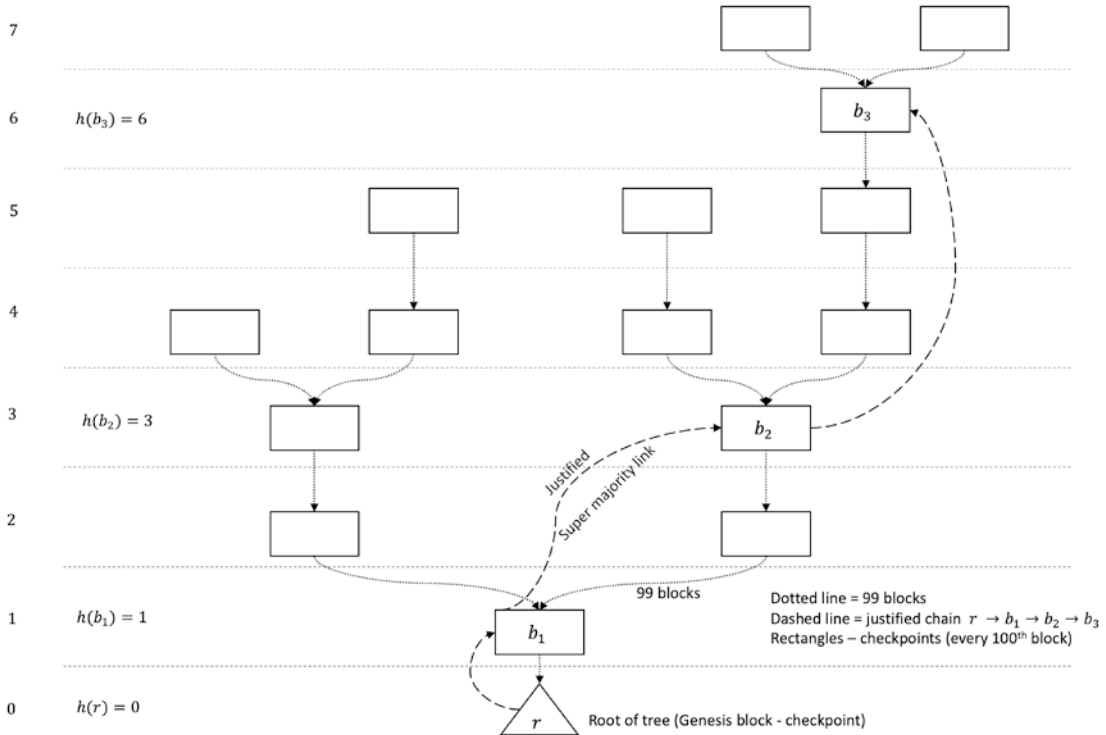 7
6
h(b₃) = 6
b₃
5
4
3
h(b₂) = 3
b₂
Justified
Super majority link
2
99 blocks
1
h(b₁) = 1
b₁
Dotted line = 99 blocks
Dashed line = justified chain r → b₁ → b₂ → b₃
Rectangles – checkpoints (every 100th block)
0
h(r) = 0
r
Root of tree (Genesis block - checkpoint)